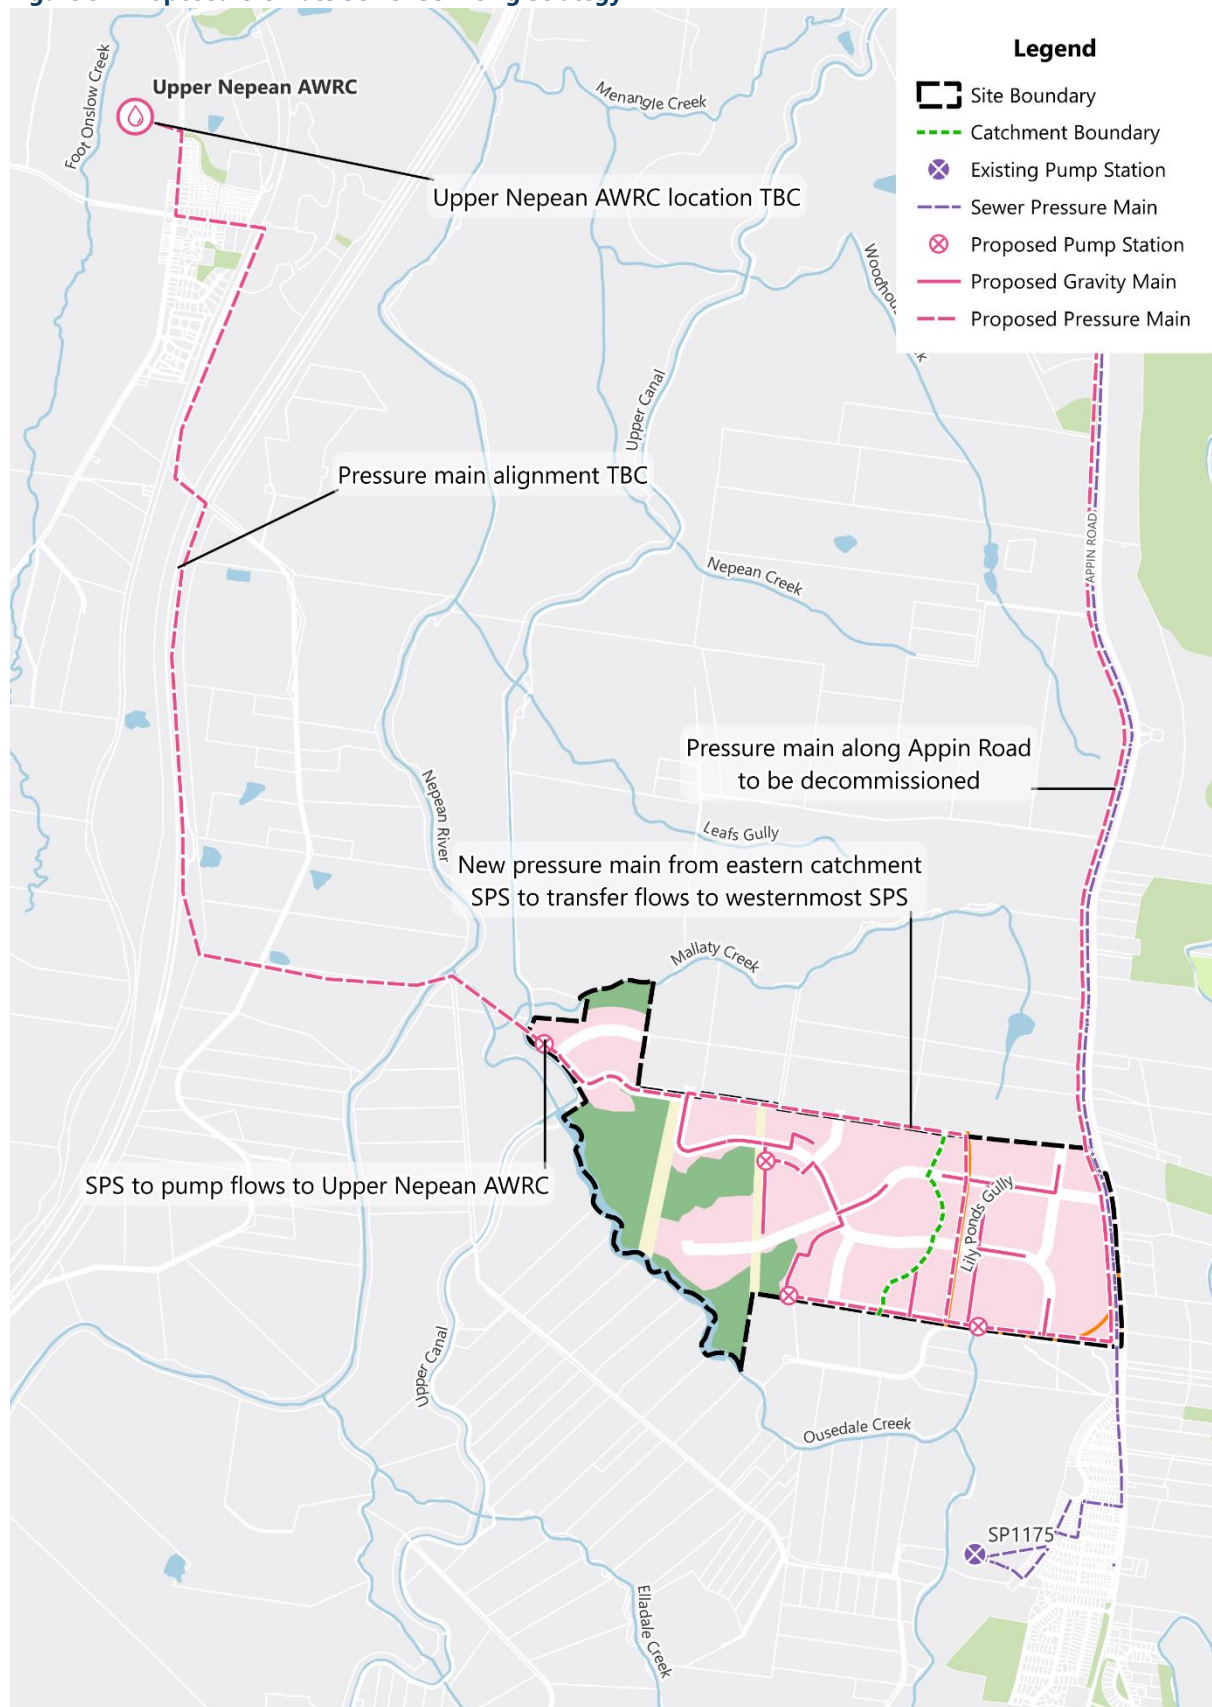 Upper Nepean AWRC
Foot Onslow Creek
Menangle Creek
Upper Nepean AWRC location TBC
Legend
Site Boundary
Catchment Boundary
Existing Pump Station
Sewer Pressure Main
Proposed Pump Station
Proposed Gravity Main
Proposed Pressure Main
Upper Canal
Pressure main alignment TBC
APPIN ROAD
Nepean Creek
Pressure main along Appin Road
to be decommissioned
Nepean River
Leafs Gully
New pressure main from eastern catchment
SPS to transfer flows to westernmost SPS
Mallaty Creek
SPS to pump flows to Upper Nepean AWRC
Lily Ponds Gully
Upper Canal
Ousedale Creek
SP1175
Elladale Creek